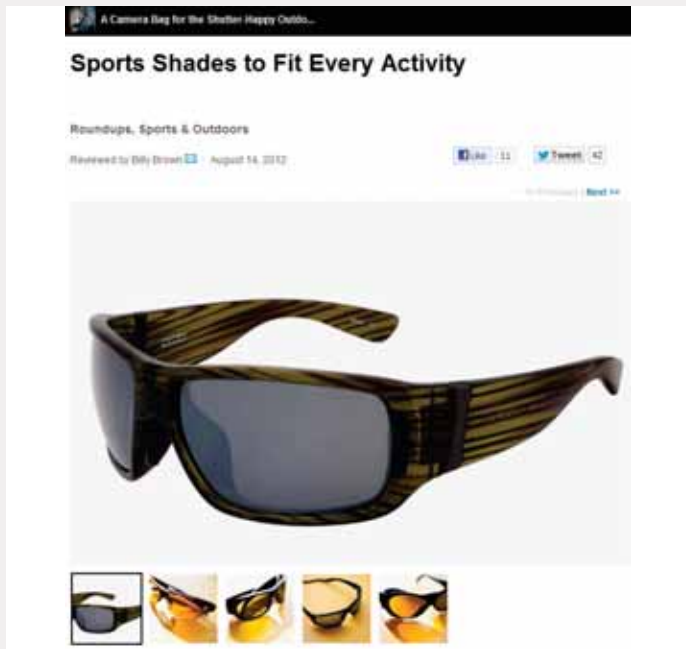 A Camera Bag for the Shutter Happy Outdo...
Sports Shades to Fit Every Activity
Roundups, Sports & Outdoors
Reviewed by Billy Brown August 14, 2012
Like 11 Tweet 42
Next >>